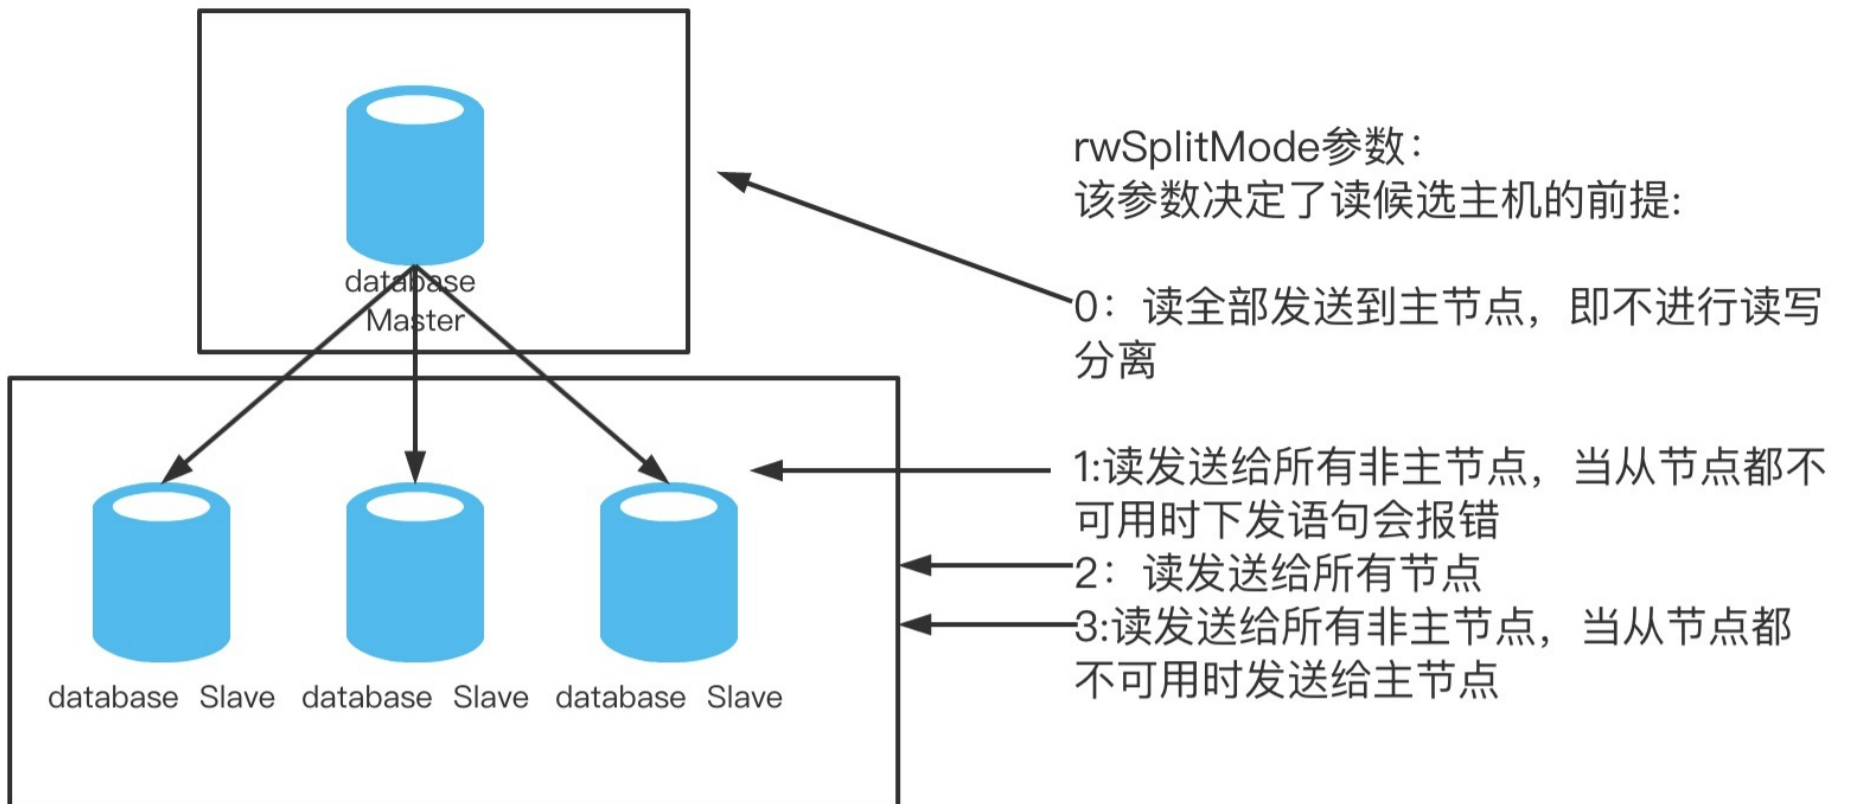 database
Master
database Slave
database Slave
database Slave
rwSplitMode参数：
该参数决定了读候选主机的前提:
0：读全部发送到主节点，即不进行读写
分离
1:读发送给所有非主节点，当从节点都不
可用时下发语句会报错
2：读发送给所有节点
3:读发送给所有非主节点，当从节点都
不可用时发送给主节点